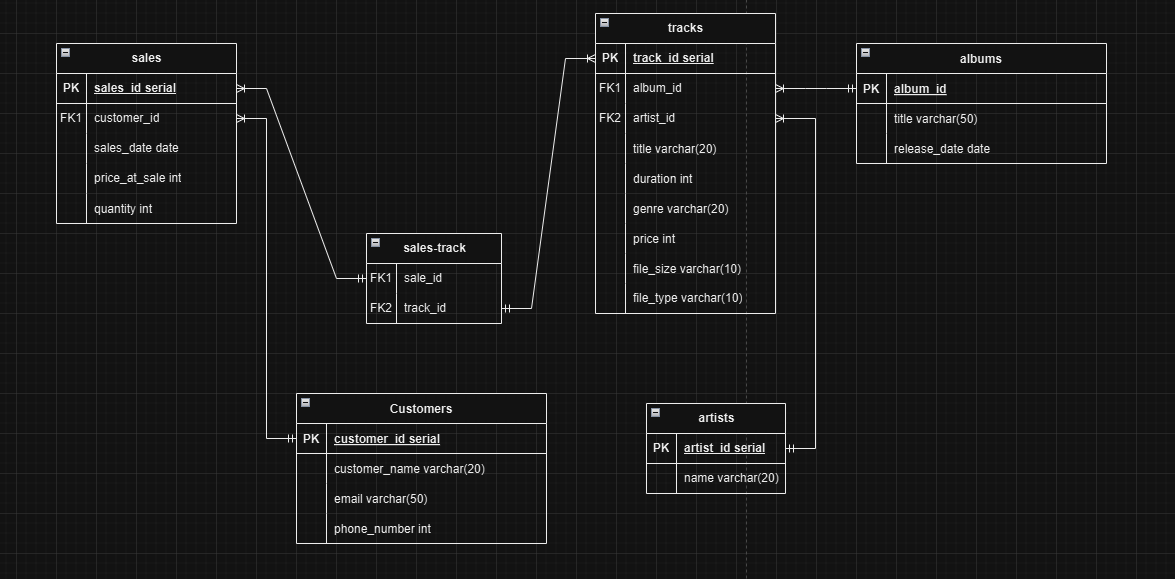 sales
PK sales_id serial
FK1 customer_id
sales_date date
price_at_sale int
quantity int
tracks
PK track_id serial
FK1 album_id
FK2 artist_id
title varchar(20)
duration int
genre varchar(20)
price int
file_size varchar(10)
file_type varchar(10)
albums
PK album_id
title varchar(50)
release_date date
sales-track
FK1 sale_id
FK2 track_id
Customers
PK customer_id serial
customer_name varchar(20)
email varchar(50)
phone_number int
artists
PK artist_id serial
name varchar(20)